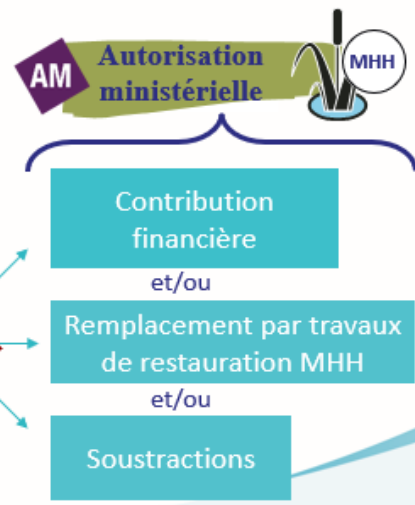 AM
Autorisation
ministérielle
MHH
Contribution
financière
et/ou
Remplacement par travaux
de restauration MHH
et/ou
Soustractions